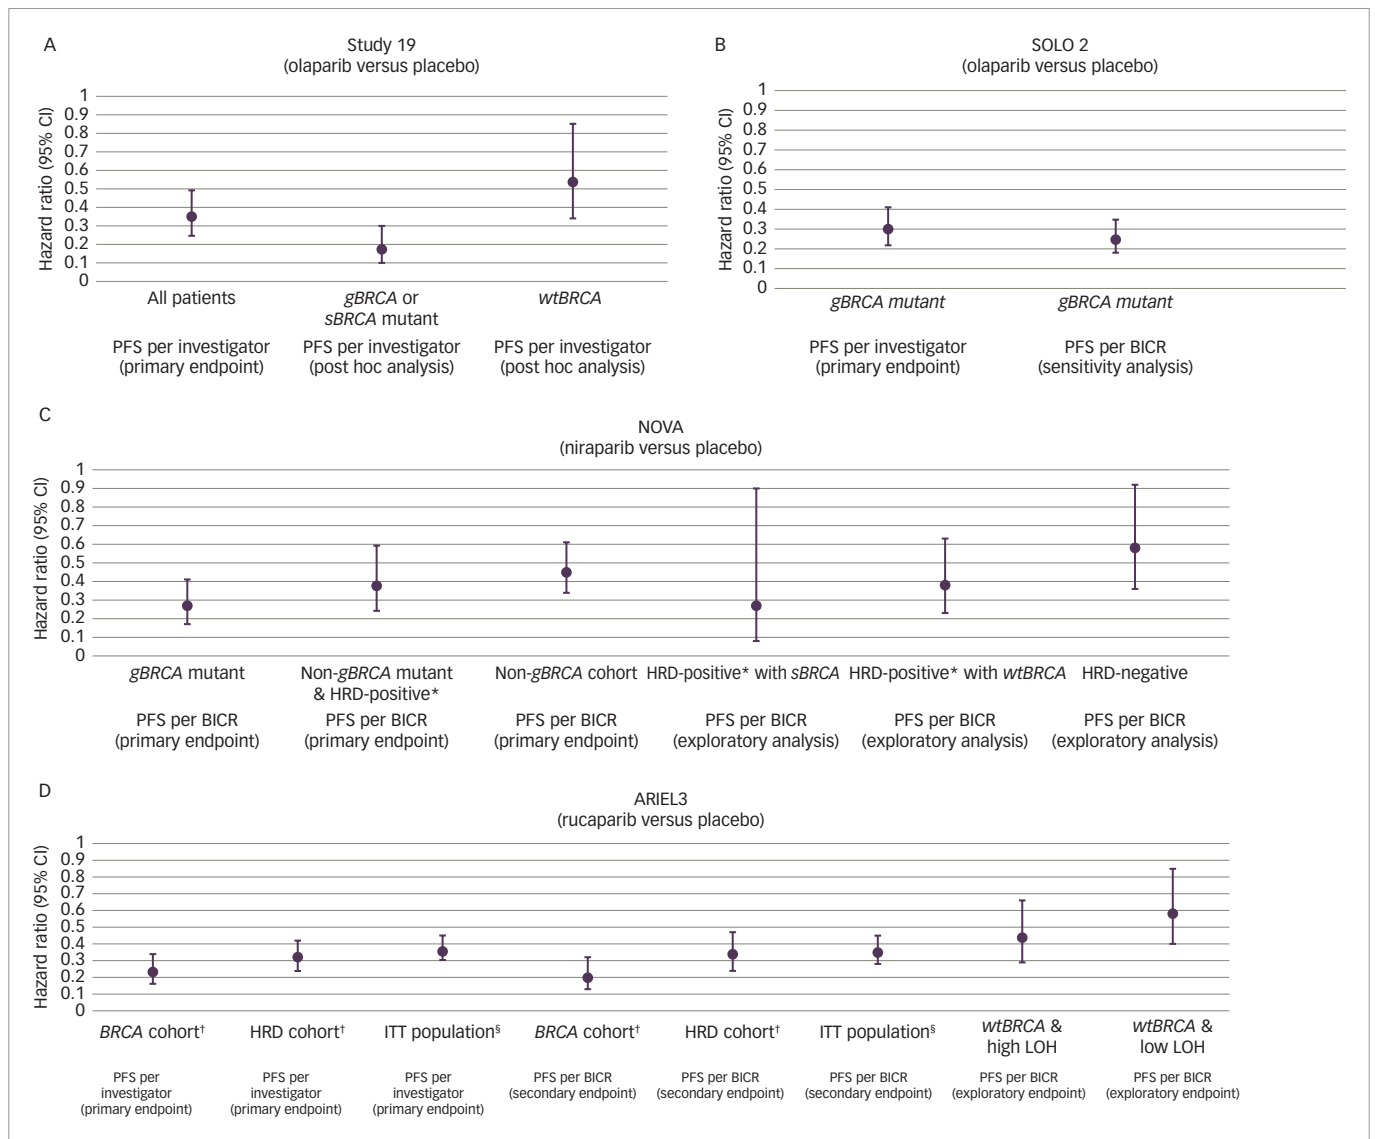 A
Study 19
(olaparib versus placebo)
Hazard ratio (95% CI)
1
0.9
0.8
0.7
0.6
0.5
0.4
0.3
0.2
0.1
0
All patients
gBRCA or
sBRCA mutant
wtBRCA
PFS per investigator
(primary endpoint)
PFS per investigator
(post hoc analysis)
PFS per investigator
(post hoc analysis)
B
SOLO 2
(olaparib versus placebo)
Hazard ratio (95% CI)
1
0.9
0.8
0.7
0.6
0.5
0.4
0.3
0.2
0.1
0
gBRCA mutant
gBRCA mutant
PFS per investigator
(primary endpoint)
PFS per BICR
(sensitivity analysis)
C
NOVA
(niraparib versus placebo)
Hazard ratio (95% CI)
1
0.9
0.8
0.7
0.6
0.5
0.4
0.3
0.2
0.1
0
gBRCA mutant
Non-gBRCA mutant
& HRD-positive*
Non-gBRCA cohort
HRD-positive* with sBRCA
HRD-positive* with wtBRCA
HRD-negative
PFS per BICR
(primary endpoint)
PFS per BICR
(primary endpoint)
PFS per BICR
(primary endpoint)
PFS per BICR
(exploratory analysis)
PFS per BICR
(exploratory analysis)
PFS per BICR
(exploratory analysis)
D
ARIEL3
(rucaparib versus placebo)
Hazard ratio (95% CI)
1
0.9
0.8
0.7
0.6
0.5
0.4
0.3
0.2
0.1
0
BRCA cohort†
HRD cohort†
ITT population§
BRCA cohort†
HRD cohort†
ITT population§
wtBRCA &
high LOH
wtBRCA &
low LOH
PFS per
investigator
(primary endpoint)
PFS per
investigator
(primary endpoint)
PFS per
investigator
(primary endpoint)
PFS per BICR
(secondary endpoint)
PFS per BICR
(secondary endpoint)
PFS per BICR
(secondary endpoint)
PFS per BICR
(exploratory endpoint)
PFS per BICR
(exploratory endpoint)